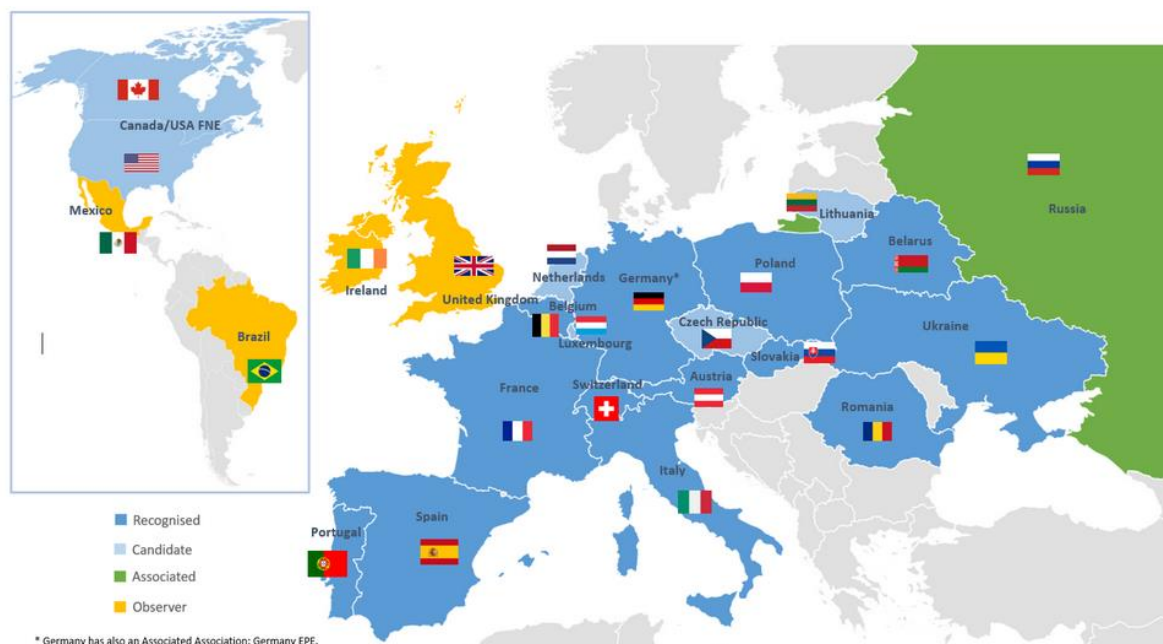 Canada/USA FNE
Mexico
Brazil
Ireland
United Kingdom
Netherlands
Belgium
Luxembourg
Germany*
Poland
Lithuania
Belarus
Russia
Czech Republic
Slovakia
Ukraine
France
Switzerland
Austria
Romania
Italy
Portugal
Spain
Recognised
Candidate
Associated
Observer
* Germany has also an Associated Association: Germany EPE.